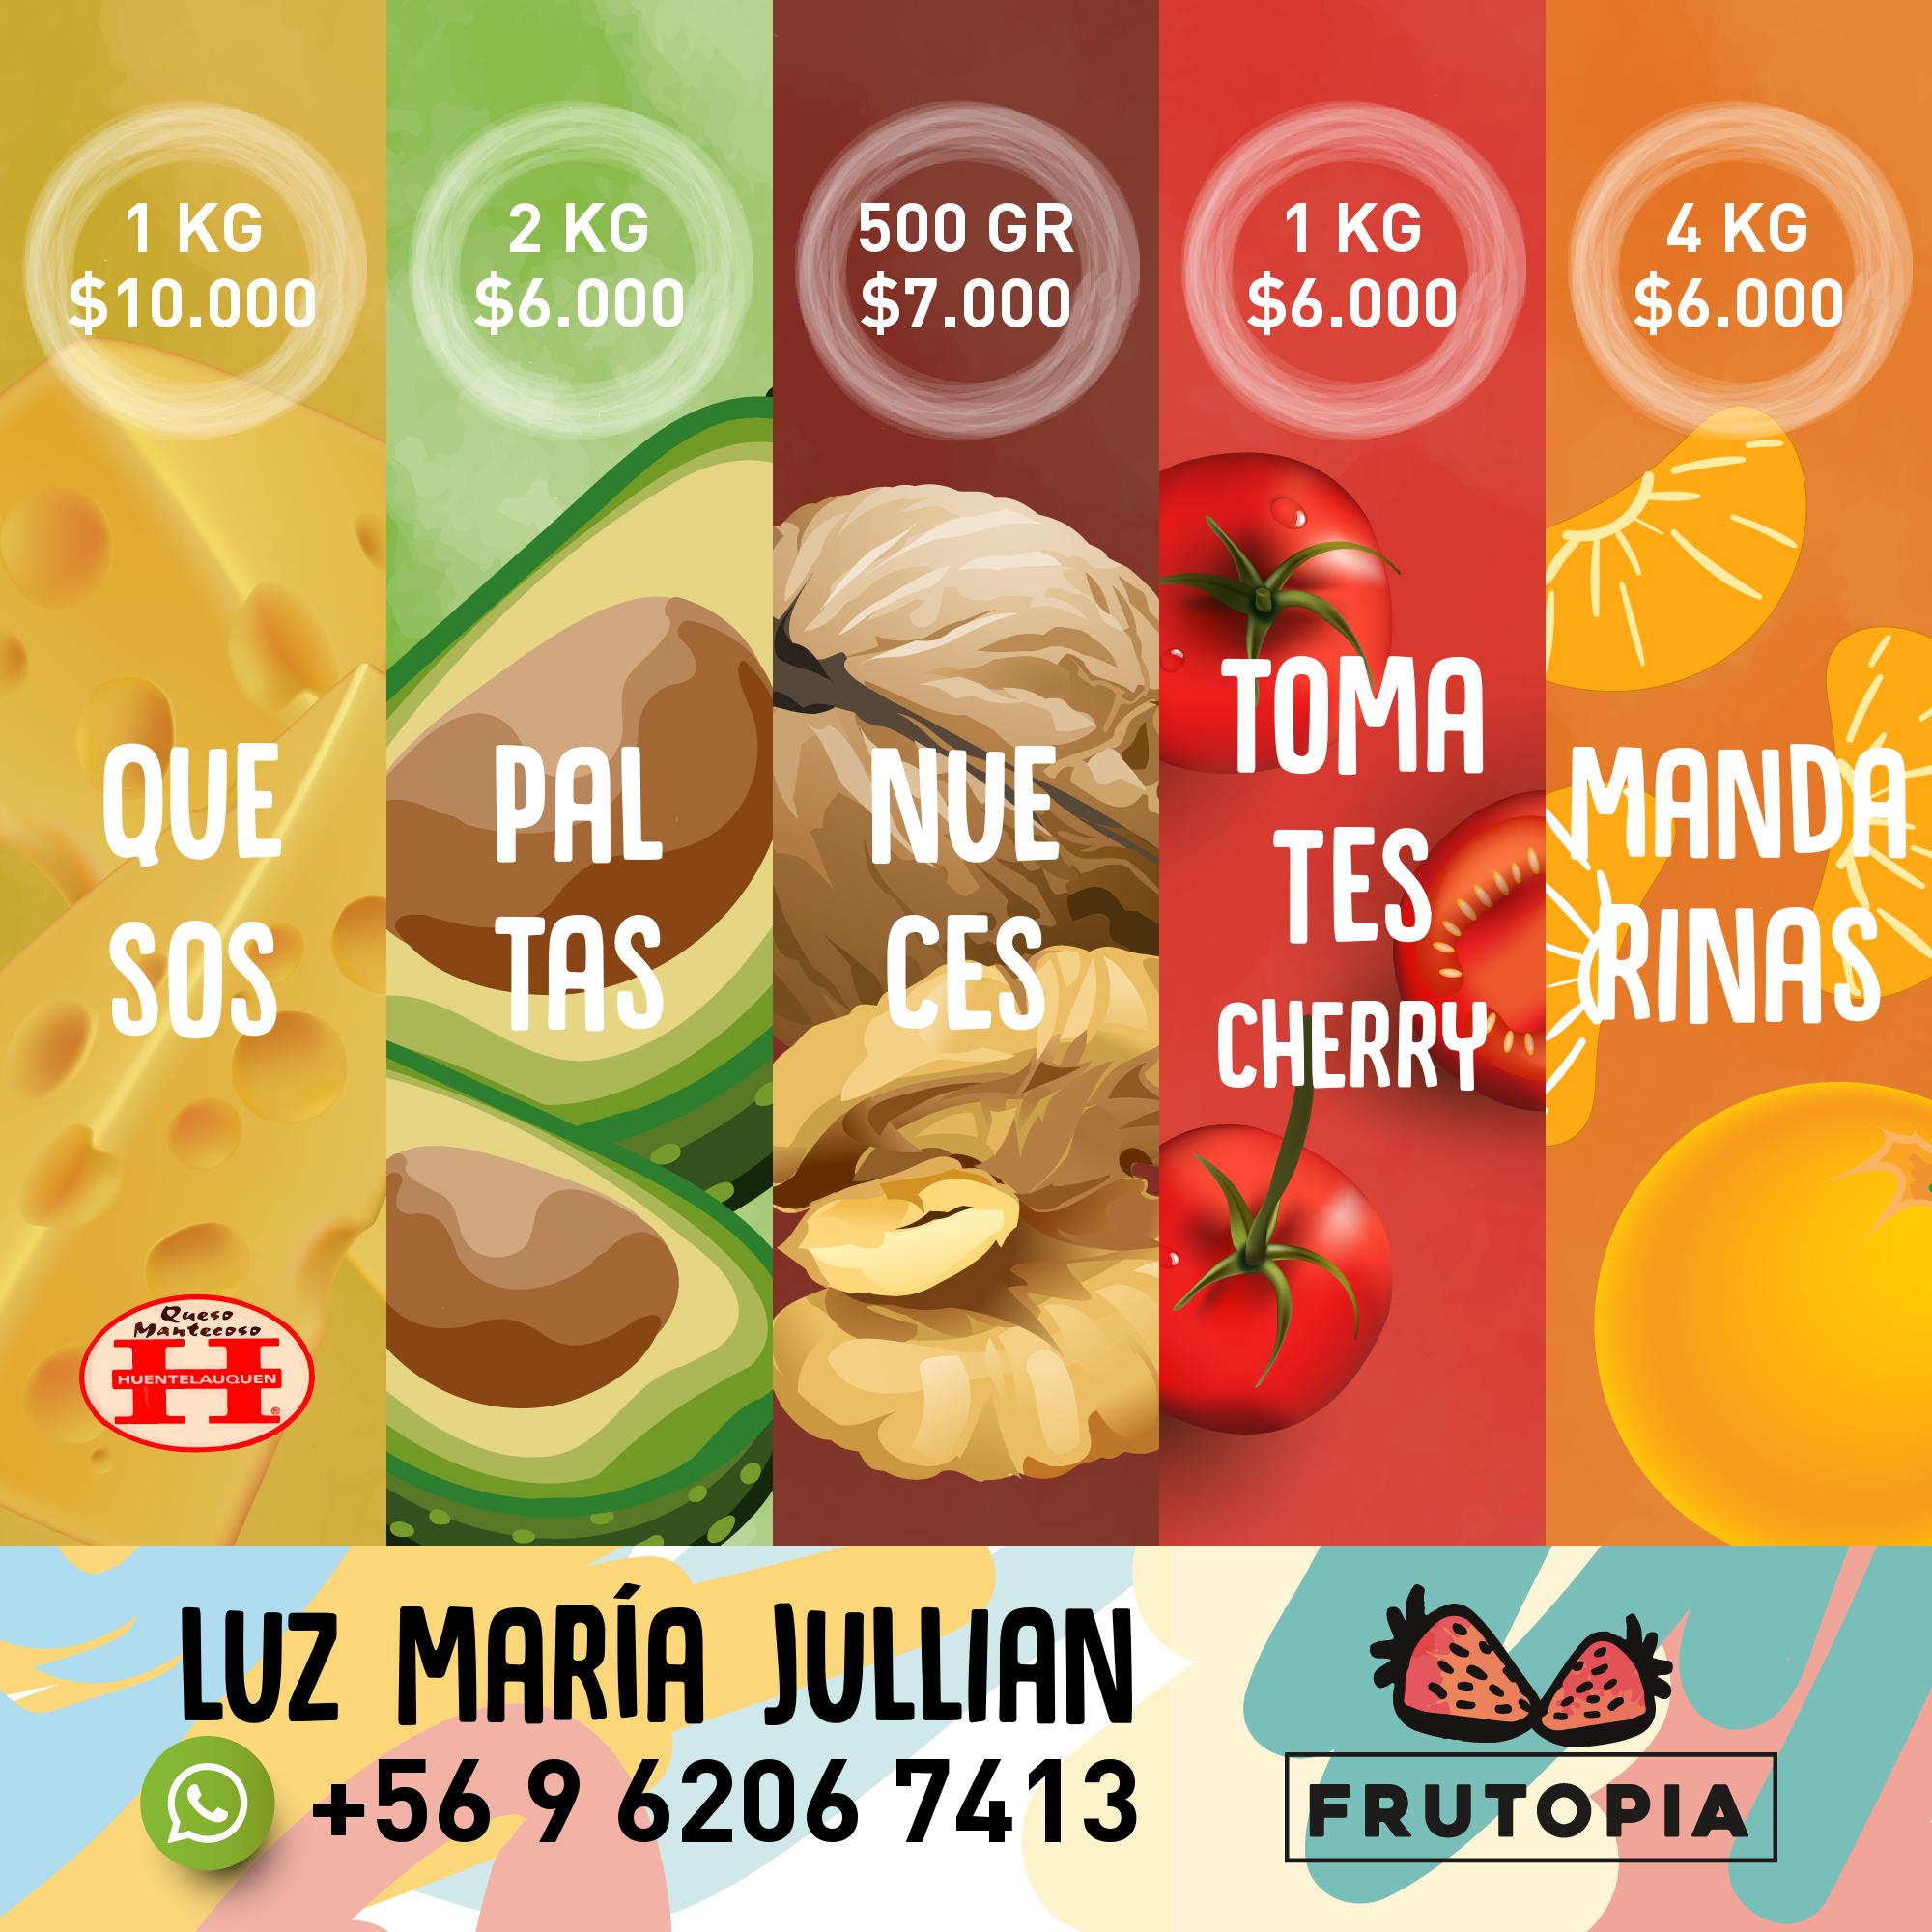 1 KG
$10.000
QUE
SOS
Queso
Mantecoso
H
HUENTELAUQUEN
®
2 KG
$6.000
PAL
TAS
500 GR
$7.000
NUE
CES
1 KG
$6.000
TOMA
TES
CHERRY
4 KG
$6.000
MANDA
RINAS
LUZ MARÍA JULLIAN
+56 9 6206 7413
FRUTOPIA